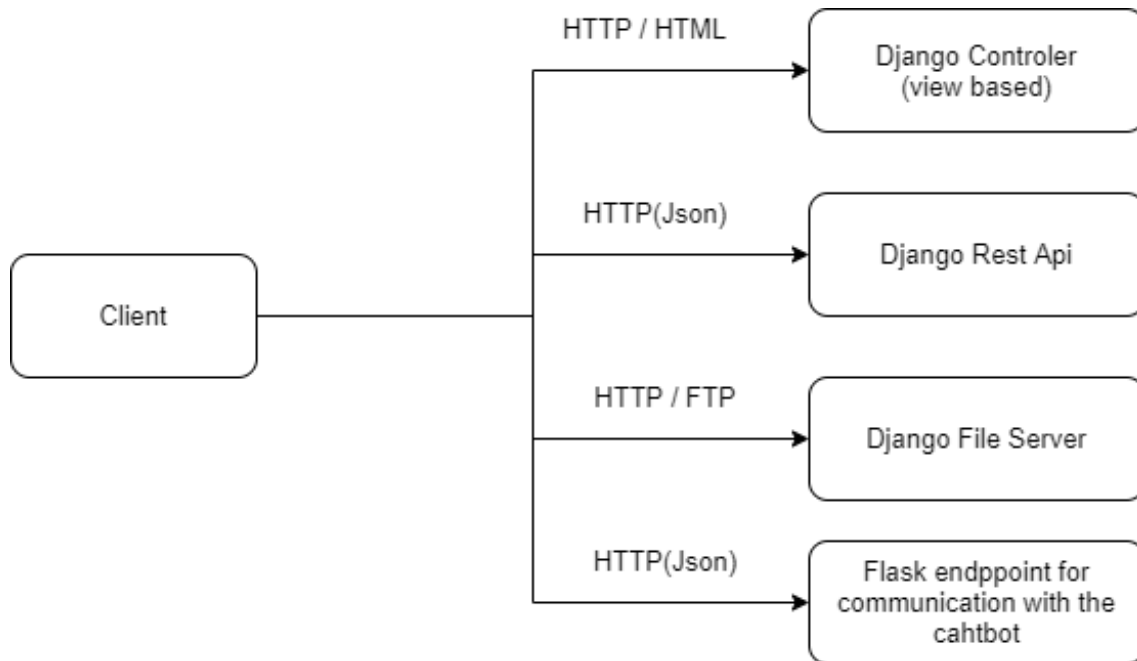 HTTP / HTML
Django Controler
(view based)
HTTP(Json)
Django Rest Api
Client
HTTP / FTP
Django File Server
HTTP(Json)
Flask endppoint for
communication with the
cahtbot